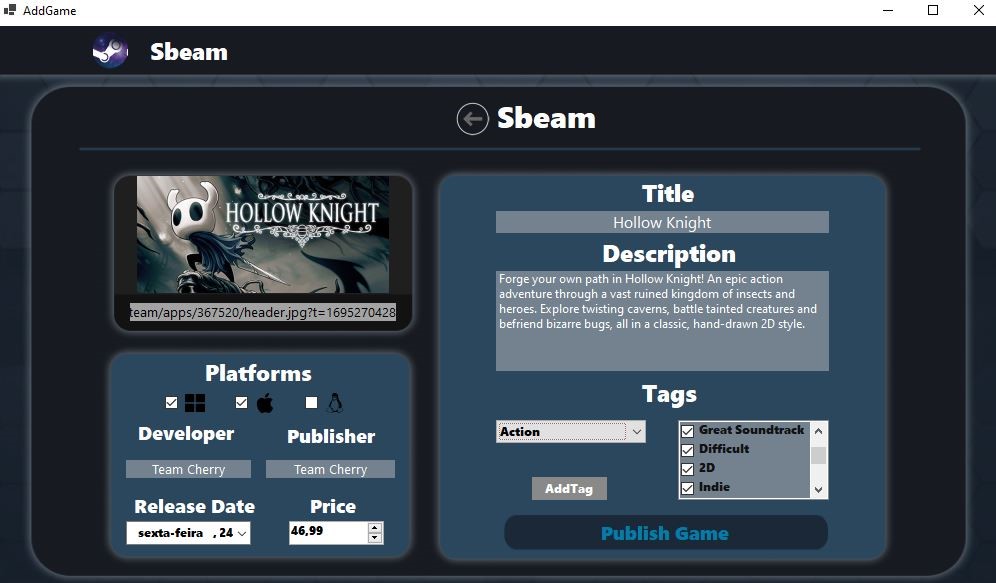 AddGame
Sbeam
Sbeam
HOLLOW KNIGHT
team/apps/367520/header.jpg?t=1695270428
Platforms
Developer
Publisher
Team Cherry
Team Cherry
Release Date
Price
sexta-feira , 24
46,99
Title
Hollow Knight
Description
Forge your own path in Hollow Knight! An epic action
adventure through a vast ruined kingdom of insects and
heroes. Explore twisting caverns, battle tainted creatures and
befriend bizarre bugs, all in a classic, hand-drawn 2D style.
Tags
Action
AddTag
Great Soundtrack
Difficult
2D
Indie
Publish Game